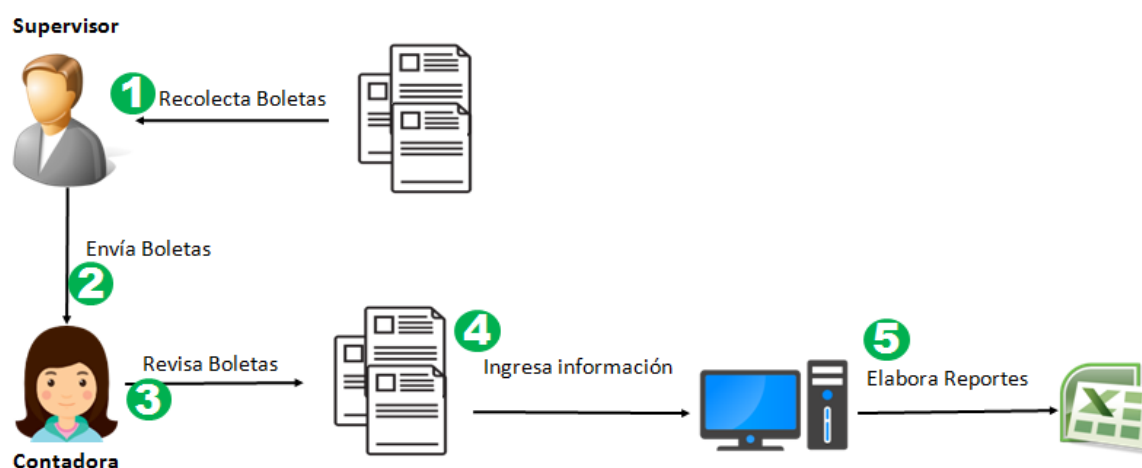 Supervisor
1 Recolecta Boletas
Envía Boletas
2
Revisa Boletas
3
4
Ingresa información
5
Elabora Reportes
Contadora